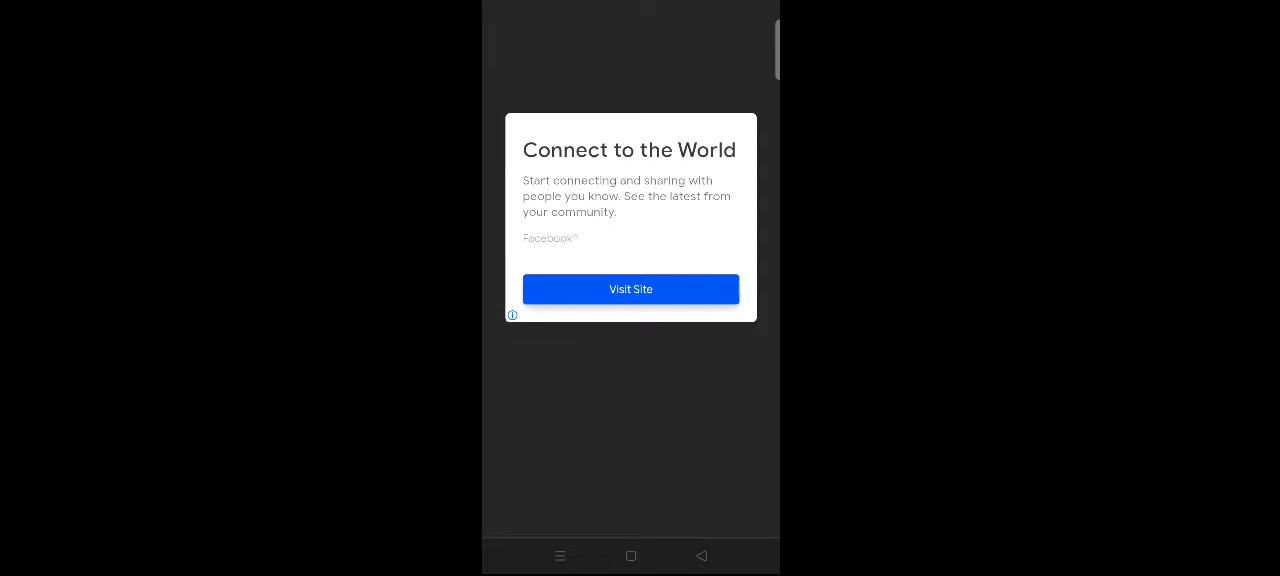 Connect to the World
Start connecting and sharing with
people you know. See the latest from
your community.
Facebook®
Visit Site